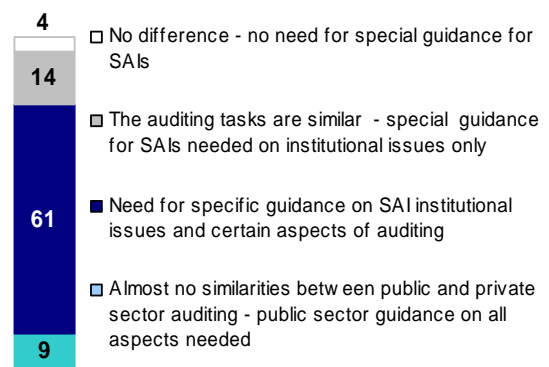 4
14
61
9
No difference - no need for special guidance for
SAIs
The auditing tasks are similar - special guidance
for SAIs needed on institutional issues only
Need for specific guidance on SAI institutional
issues and certain aspects of auditing
Almost no similarities between public and private
sector auditing - public sector guidance on all
aspects needed